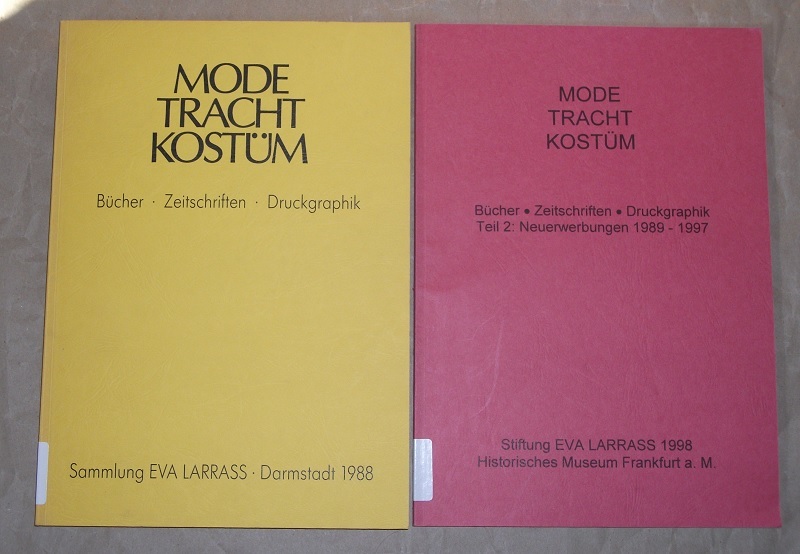 MODE
TRACHT
KOSTÜM
Bücher · Zeitschriften · Druckgraphik
Sammlung EVA LARRASS · Darmstadt 1988
MODE
TRACHT
KOSTÜM
Bücher • Zeitschriften • Druckgraphik
Teil 2: Neuerwerbungen 1989 - 1997
Stiftung EVA LARRASS 1998
Historisches Museum Frankfurt a. M.